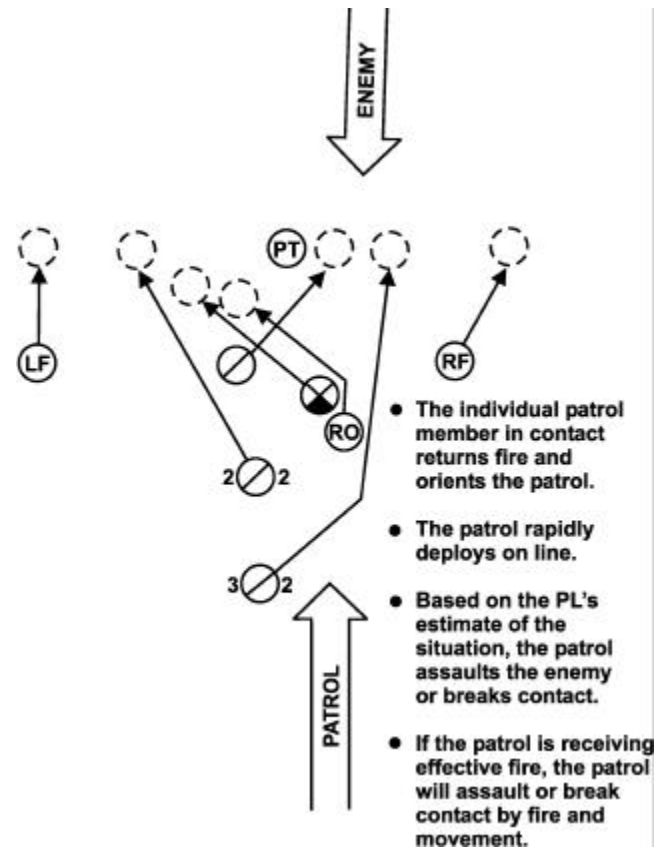 ENEMY
PT
LF
RF
RO
2 2
3 2
PATROL
• The individual patrol
member in contact
returns fire and
orients the patrol.
• The patrol rapidly
deploys on line.
• Based on the PL's
estimate of the
situation, the patrol
assaults the enemy
or breaks contact.
• If the patrol is receiving
effective fire, the patrol
will assault or break
contact by fire and
movement.